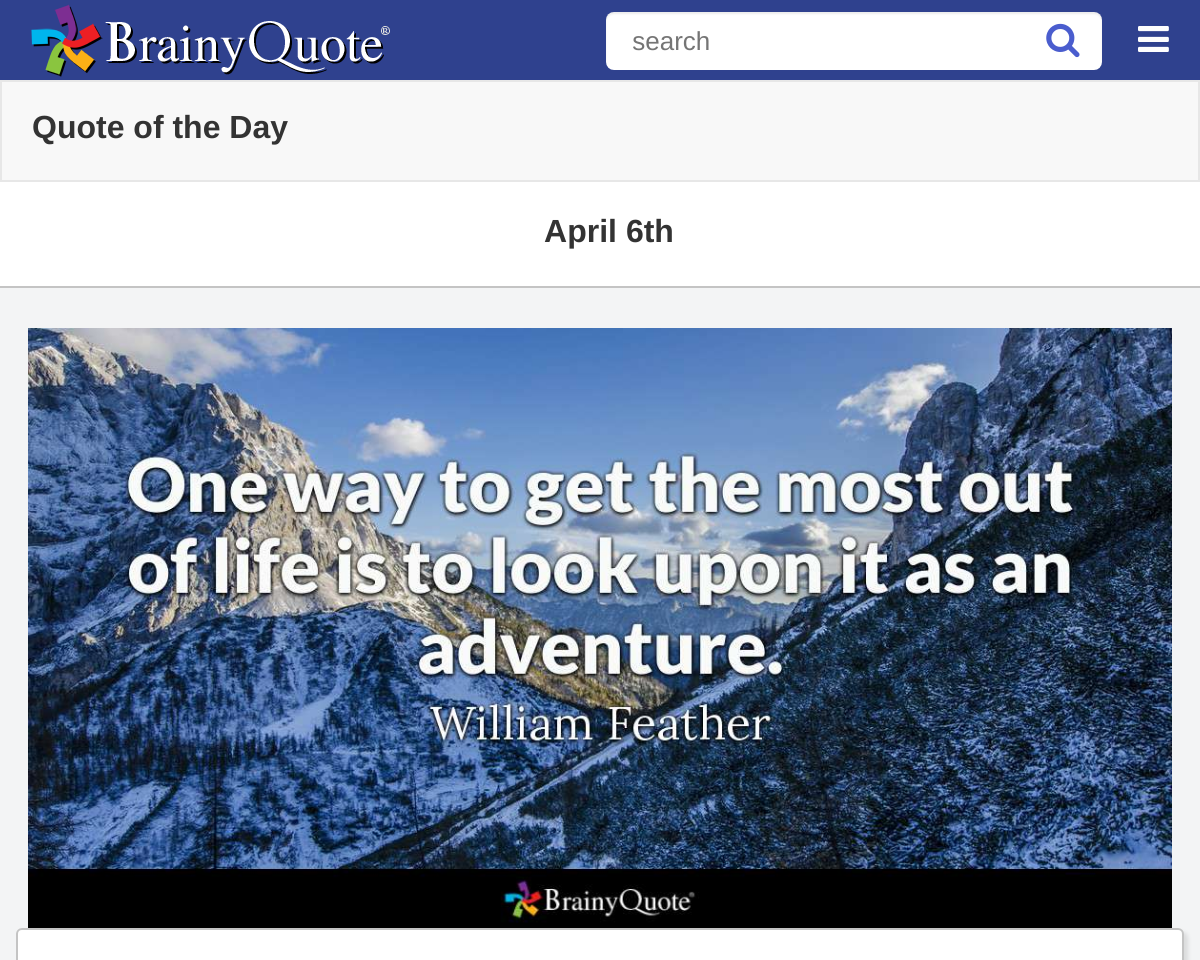 BrainyQuote®
search
Quote of the Day
April 6th
One way to get the most out
of life is to look upon it as an
adventure.
William Feather
BrainyQuote®